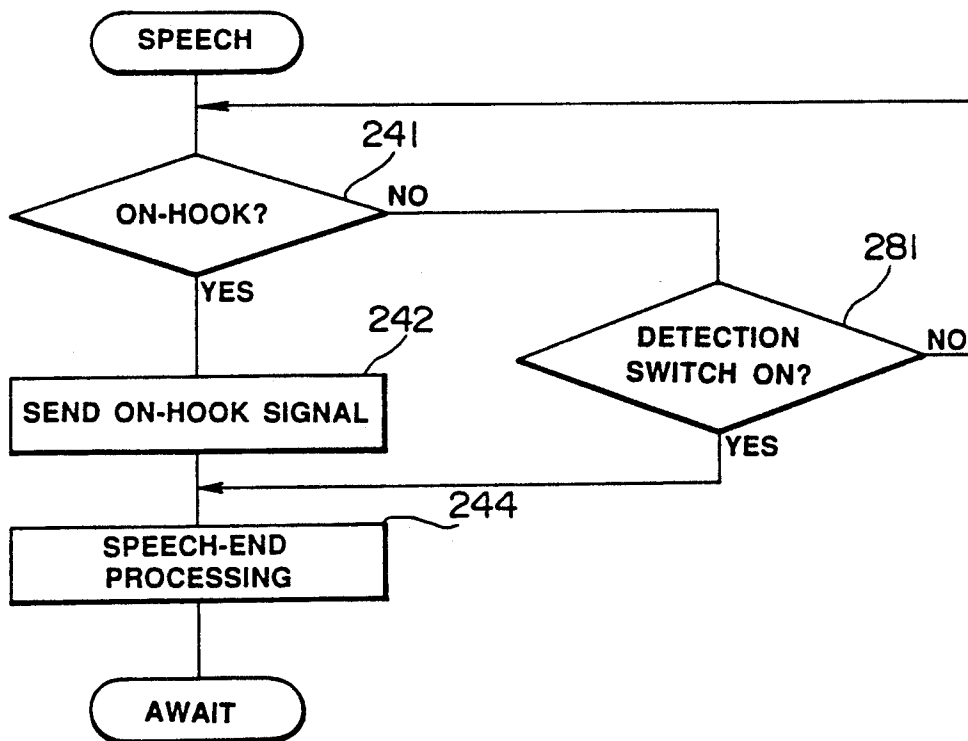 SPEECH
241
ON-HOOK?
NO
YES
281
DETECTION
SWITCH ON?
NO
YES
242
SEND ON-HOOK SIGNAL
244
SPEECH-END
PROCESSING
AWAIT